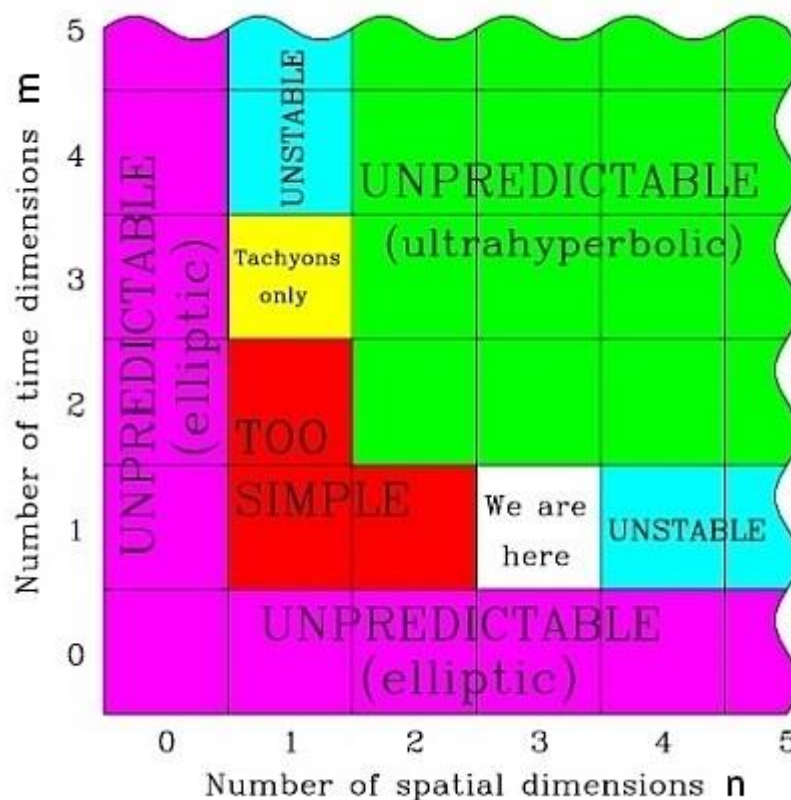 5
4
3
2
1
0
Number of time dimensions m
UNPREDICTABLE
(elliptic)
UNSTABLE
UNPREDICTABLE
(ultrahyperbolic)
Tachyons
only
TOO
SIMPLE
We are
here
UNSTABLE
UNPREDICTABLE
(elliptic)
0 1 2 3 4 5
Number of spatial dimensions n